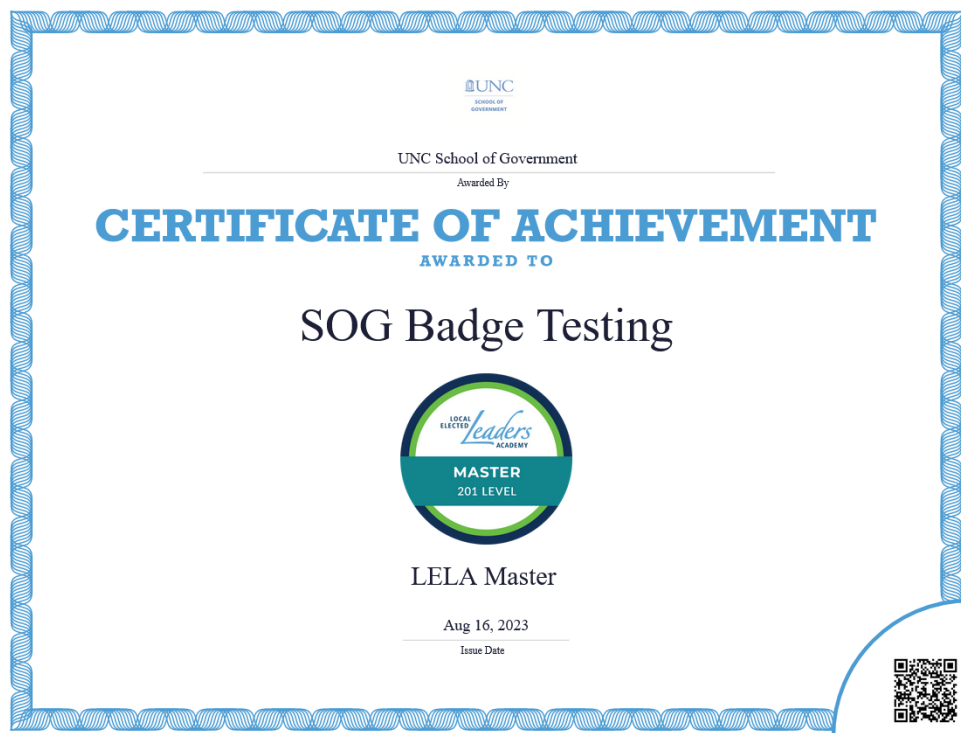 UNC
SCHOOL OF
GOVERNMENT
UNC School of Government
Awarded By
CERTIFICATE OF ACHIEVEMENT
AWARDED TO
SOG Badge Testing
LOCAL
ELECTED
Leaders
ACADEMY
MASTER
201 LEVEL
LELA Master
Aug 16, 2023
Issue Date